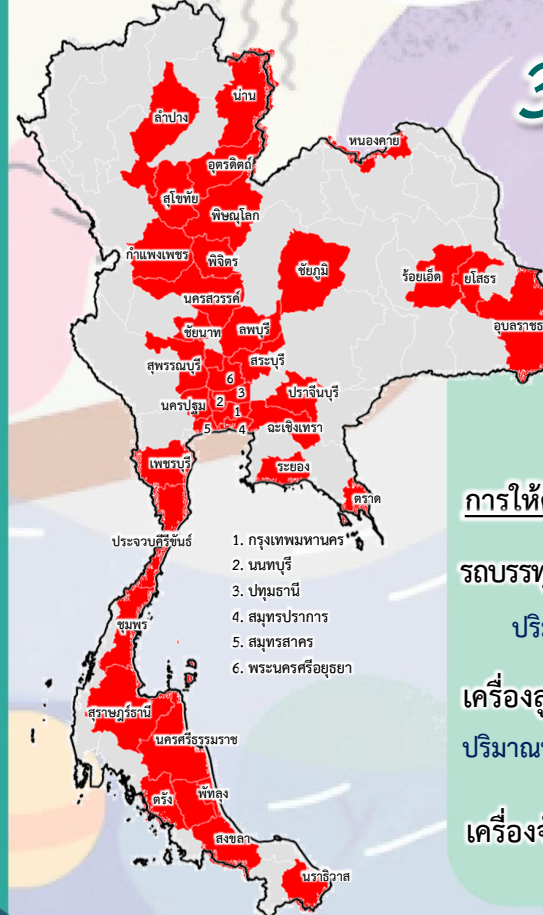 3
น่าน
ลำปาง
หนองคาย
อุตรดิตถ์
สุโขทัย
พิษณุโลก
กำแพงเพชร
พิจิตร
ชัยภูมิ
ร้อยเอ็ด
ยโสธร
นครสวรรค์
อุบลราชธ
ชัยนาท
ลพบุรี
สุพรรณบุรี
สระบุรี
6
3
ปราจีนบุรี
นครปฐม
2
1
ฉะเชิงเทรา
5
4
เพชรบุรี
ระยอง
ตราด
ประจวบคีรีขันธ์
1. กรุงเทพมหานคร
2. นนทบุรี
3. ปทุมธานี
4. สมุทรปราการ
5. สมุทรสาคร
6. พระนครศรีอยุธยา
ชุมพร
สุราษฎร์ธานี
นครศรีธรรมราช
ตรัง
พัทลุง
สงขลา
นราธิวาส
การให้
รถบรรทุ
ปริม
เครื่องสู
ปริมาณ
เครื่องจ